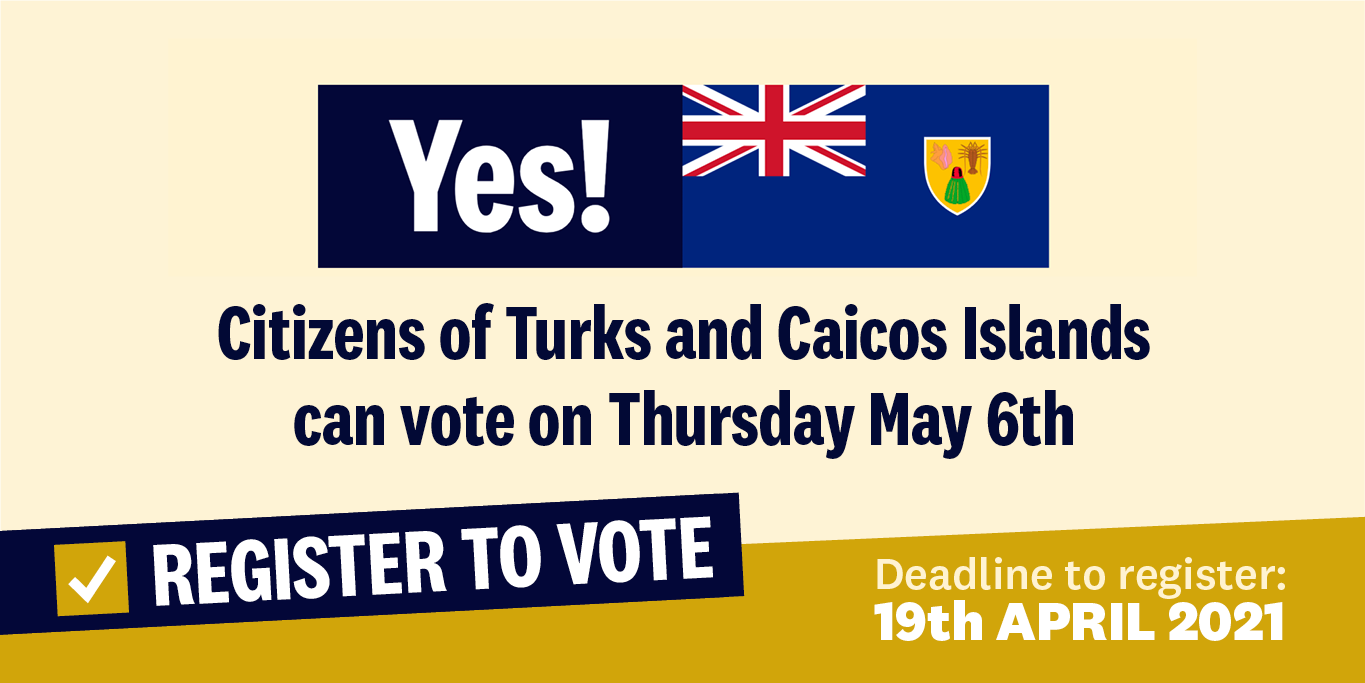 Yes!
Citizens of Turks and Caicos Islands
can vote on Thursday May 6th
REGISTER TO VOTE
Deadline to register:
19th APRIL 2021